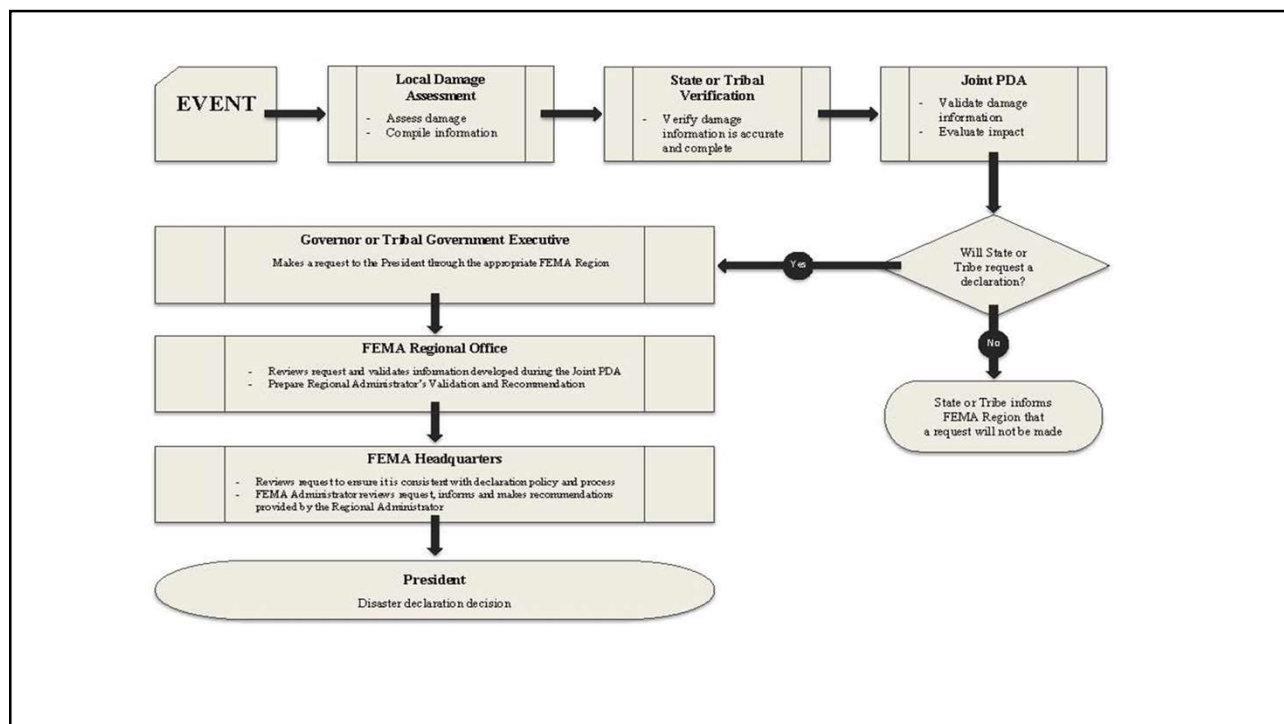 EVENT
Local Damage
Assessment
- Assess damage
- Compile information
State or Tribal
Verification
- Verify damage
information is accurate
and complete
Joint PDA
- Validate damage
information
- Evaluate impact
Will State or
Tribe request a
declaration?
Yes
No
State or Tribe informs
FEMA Region that
a request will not be made
Governor or Tribal Government Executive
Makes a request to the President through the appropriate FEMA Region
FEMA Regional Office
- Reviews request and validates information developed during the Joint PDA
- Prepare Regional Administrator's Validation and Recommendation
FEMA Headquarters
- Reviews request to ensure it is consistent with declaration policy and process
- FEMA Administrator reviews request, informs and makes recommendations
provided by the Regional Administrator
President
Disaster declaration decision